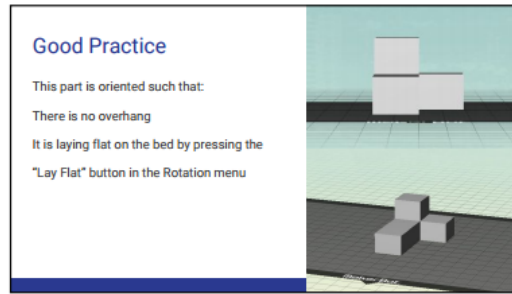 Good Practice
This part is oriented such that:
There is no overhang
It is laying flat on the bed by pressing the
“Lay Flat” button in the Rotation menu